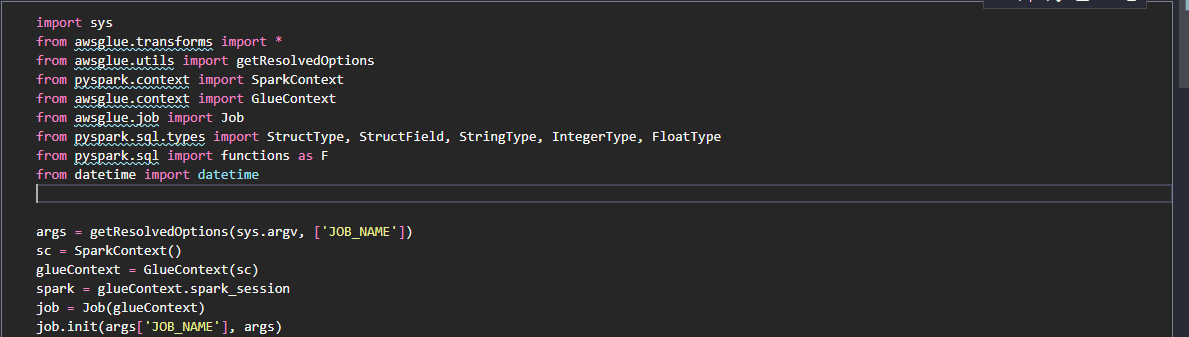 import sys
from awsglue.transforms import *
from awsglue.utils import getResolvedOptions
from pyspark.context import SparkContext
from awsglue.context import GlueContext
from awsglue.job import Job
from pyspark.sql.types import StructType, StructField, StringType, IntegerType, FloatType
from pyspark.sql import functions as F
from datetime import datetime
args = getResolvedOptions(sys.argv, ['JOB_NAME'])
sc = SparkContext()
glueContext = GlueContext(sc)
spark = glueContext.spark_session
job = Job(glueContext)
job.init(args['JOB_NAME'], args)